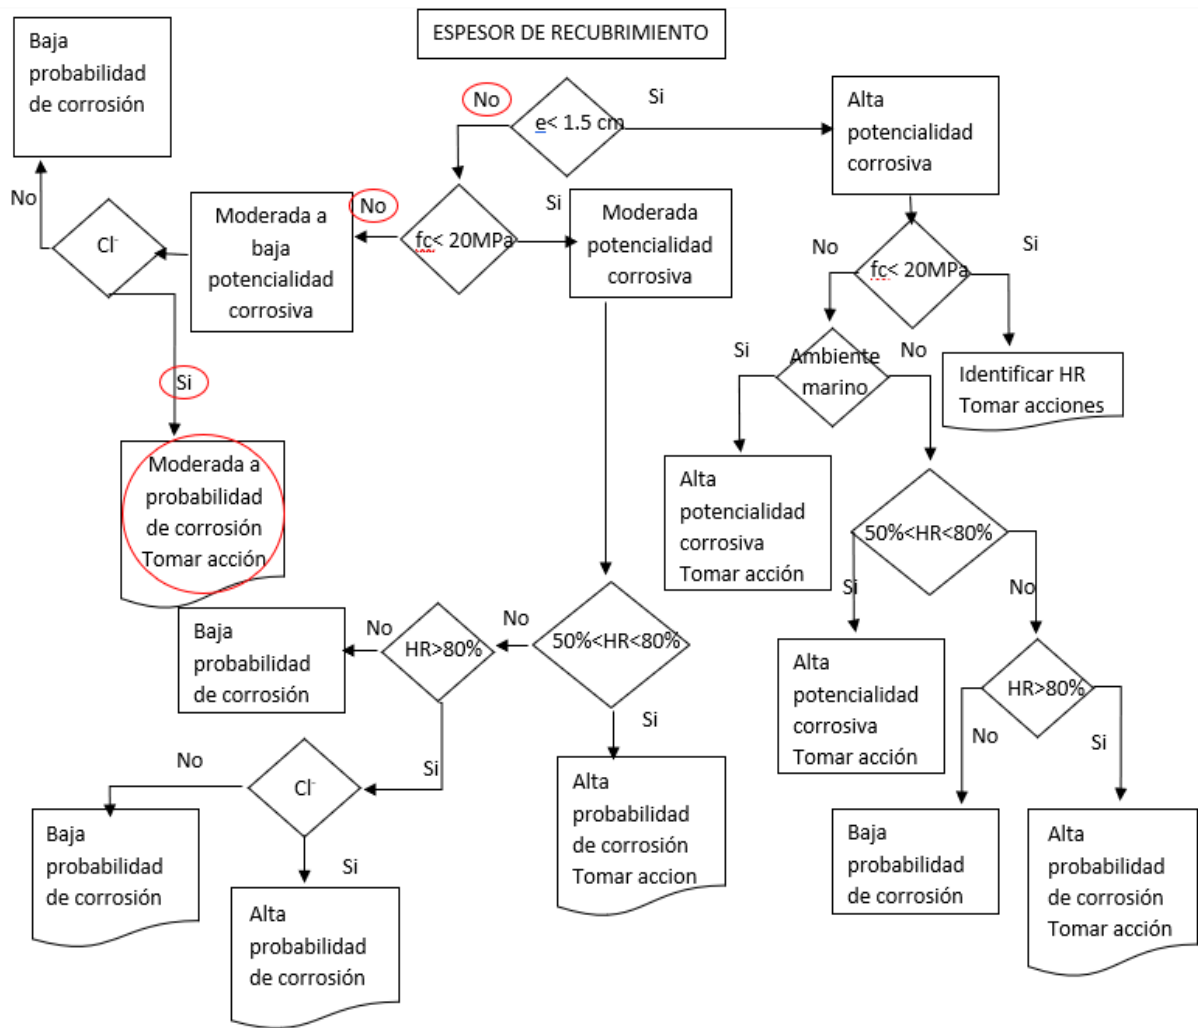 ESPESOR DE RECUBRIMIENTO
Baja
probabilidad
de corrosión
No
e< 1.5 cm
Si
Alta
potencialidad
corrosiva
No
Cl-
Moderada a
baja
potencialidad
corrosiva
No
fc< 20MPa
Si
Moderada
potencialidad
corrosiva
No
fc< 20MPa
Si
Si
Ambiente
marino
No
Identificar HR
Tomar acciones
Si
Moderada a
probabilidad
de corrosión
Tomar acción
Alta
potencialidad
corrosiva
Tomar acción
50%<HR<80%
Si
No
Baja
probabilidad
de corrosión
No
HR>80%
No
50%<HR<80%
Si
Alta
potencialidad
corrosiva
Tomar acción
HR>80%
No
Si
No
Cl-
Si
Si
Alta
probabilidad
de corrosión
Tomar accion
Baja
probabilidad
de corrosión
Alta
probabilidad
de corrosión
Tomar acción
Baja
probabilidad
de corrosión
Alta
probabilidad
de corrosión